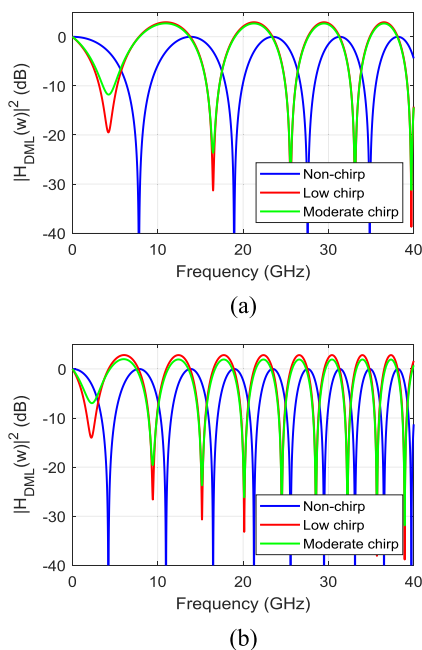 |H_DML(w)|² (dB)
0
-10
-20
-30
-40
Non-chirp
Low chirp
Moderate chirp
0 10 20 30 40
Frequency (GHz)
(a)
|H_DML(w)|² (dB)
0
-10
-20
-30
-40
Non-chirp
Low chirp
Moderate chirp
0 10 20 30 40
Frequency (GHz)
(b)